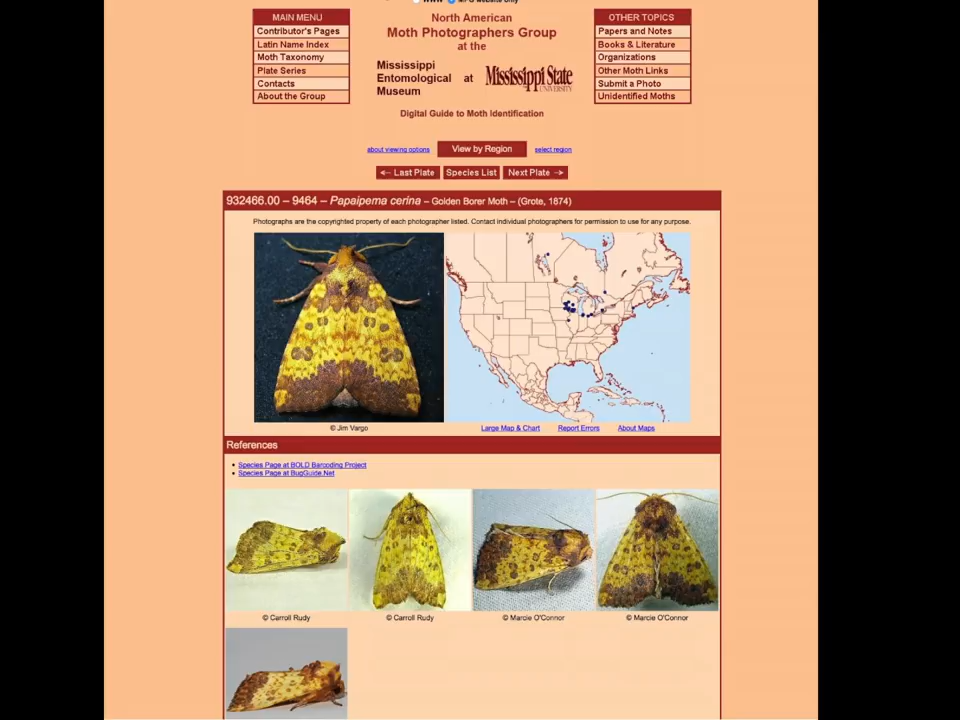 MPG Website Only
MAIN MENU
Contributor's Pages
Latin Name Index
Moth Taxonomy
Plate Series
Contacts
About the Group
North American
Moth Photographers Group
at the
Mississippi
Entomological at
Museum
Mississippi State
UNIVERSITY
Digital Guide to Moth Identification
OTHER TOPICS
Papers and Notes
Books & Literature
Organizations
Other Moth Links
Submit a Photo
Unidentified Moths
about viewing options
View by Region
select region
← Last Plate
Species List
Next Plate →
932466.00 – 9464 – Papaipema cerina – Golden Borer Moth – (Grote, 1874)
Photographs are the copyrighted property of each photographer listed. Contact individual photographers for permission to use for any purpose.
© Jim Vargo
Large Map & Chart
Report Errors
About Maps
References
• Species Page at BOLD Barcoding Project
• Species Page at BugGuide.Net
© Carroll Rudy
© Carroll Rudy
© Marcie O'Connor
© Marcie O'Connor